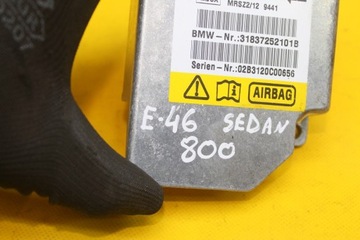 MRSZ2/12 9441
BMW-Nr.:31837252101B
Serien-Nr.:02B3120C00656
AIRBAG
E-46 SEDAN
800